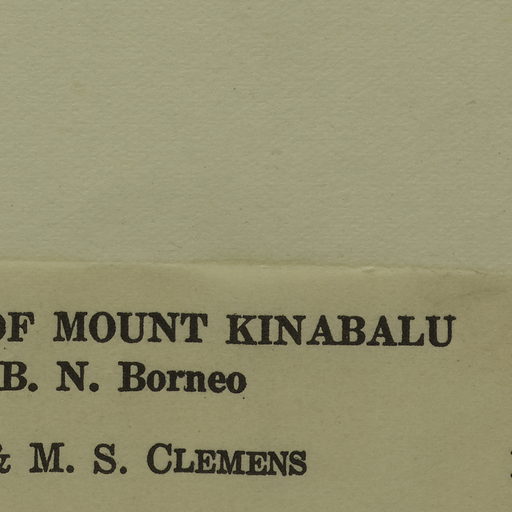 OF MOUNT KINABALU
B. N. Borneo
& M. S. CLEMENS